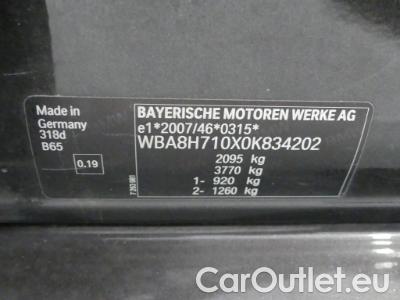 Made in
Germany
318d
B65
0.19
BAYERISCHE MOTOREN WERKE AG
e1*2007/46*0315*
WBA8H710X0K834202
2095 kg
3770 kg
1- 920 kg
2- 1260 kg
CarOutlet.eu